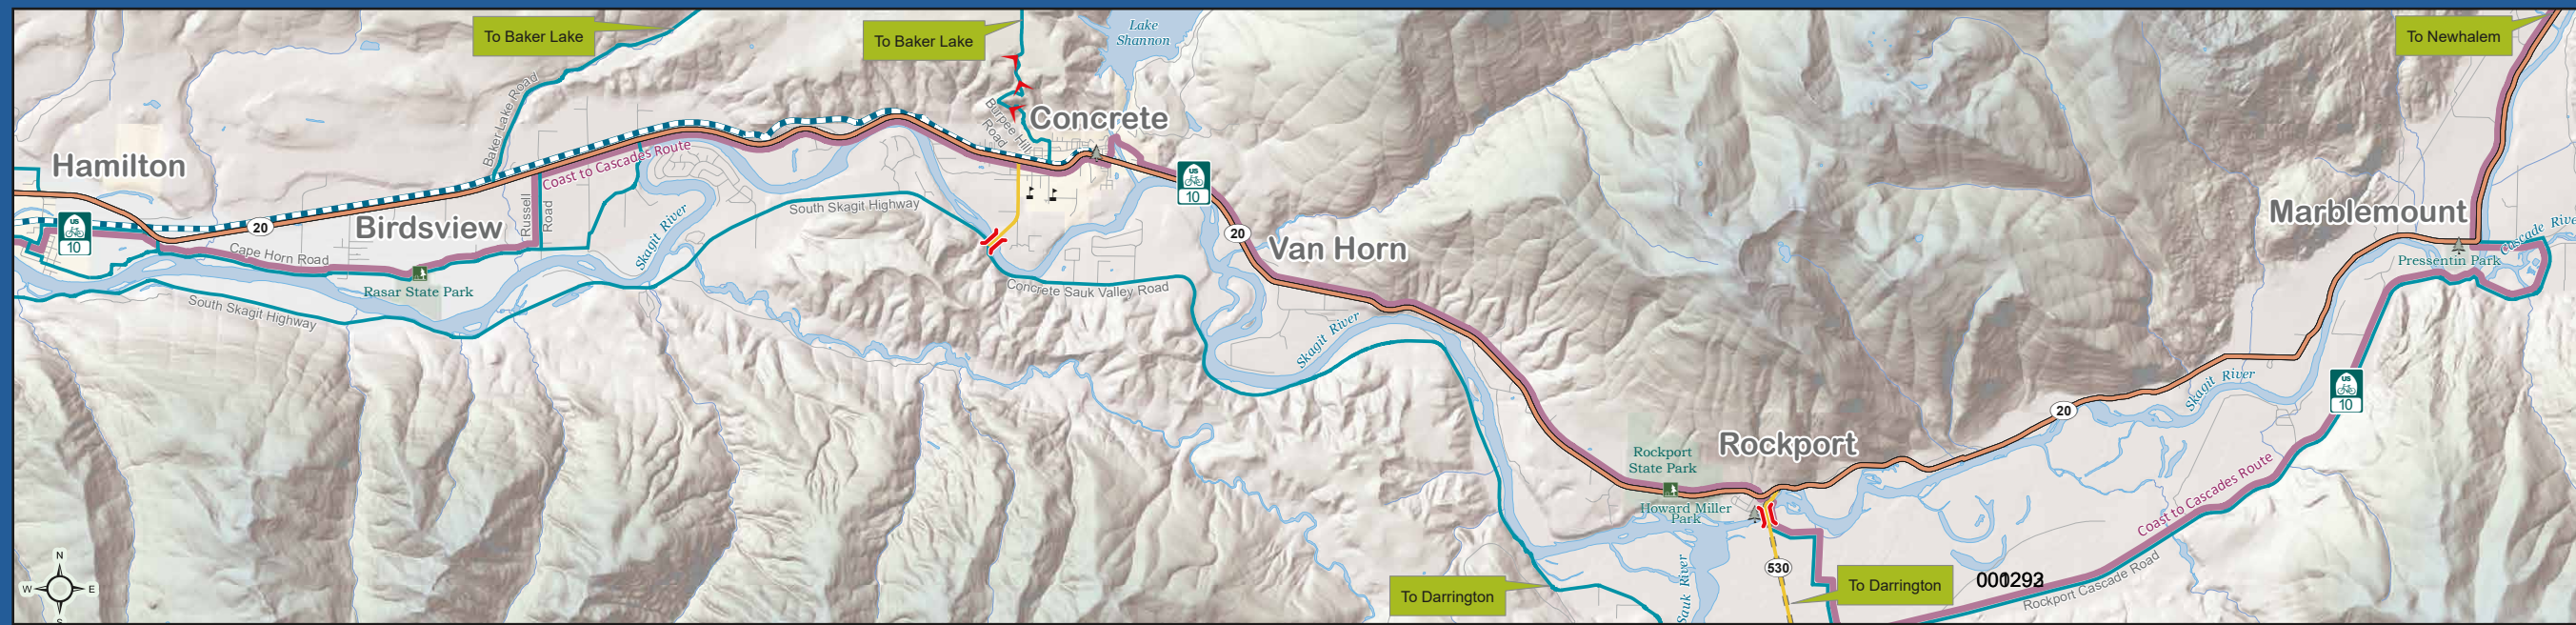 To Baker Lake
To Baker Lake
Lake
Shannon
To Newhalem
Baker Lake Road
Burpee Hill
Road
Concrete
Hamilton
Coast to Cascades Route
US
10
US
10
20
Birdsview
Russell
Road
Skagit River
South Skagit Highway
20
Van Horn
Marblemount
Cascade River
Pressentin Park
Cape Horn Road
Rasar State Park
South Skagit Highway
Concrete Sauk Valley Road
Skagit River
Skagit River
US
10
20
Rockport
Rockport
State Park
Howard Miller
Park
Coast to Cascades Route
530
To Darrington
To Darrington
Sauk River
Rockport Cascade Road
N
W
E
S